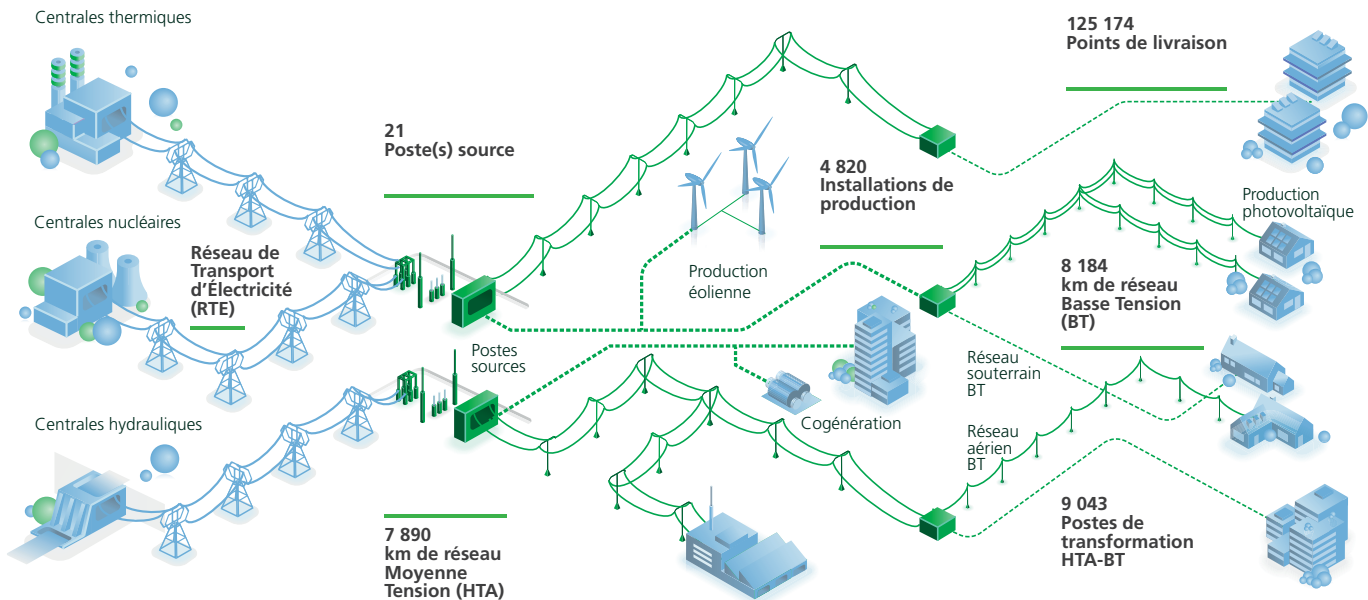 Centrales thermiques
125 174
Points de livraison
21
Poste(s) source
4 820
Installations de
production
Production
photovoltaïque
Centrales nucléaires
Réseau de
Transport
d’Électricité
(RTE)
Production
éolienne
8 184
km de réseau
Basse Tension
(BT)
Postes
sources
Réseau
souterrain
BT
Centrales hydrauliques
Cogénération
Réseau
aérien
BT
7 890
km de réseau
Moyenne
Tension (HTA)
9 043
Postes de
transformation
HTA-BT